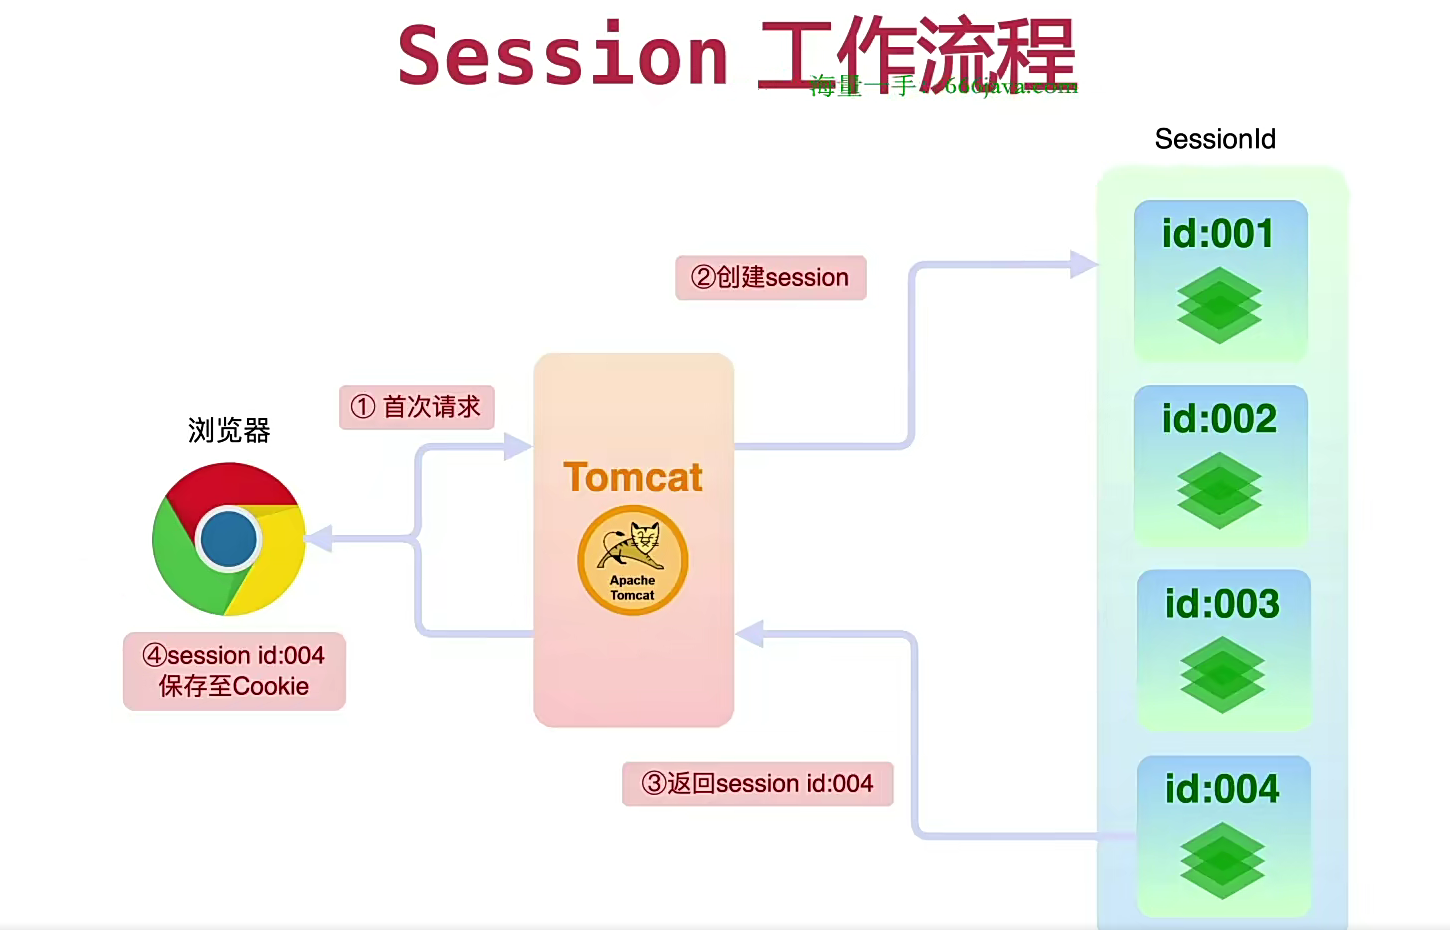 Session 工作流程
海量一手：666java.com
SessionId
id:001
②创建session
① 首次请求
id:002
浏览器
Tomcat
Apache
Tomcat
id:003
④session id:004
保存至Cookie
③返回session id:004
id:004